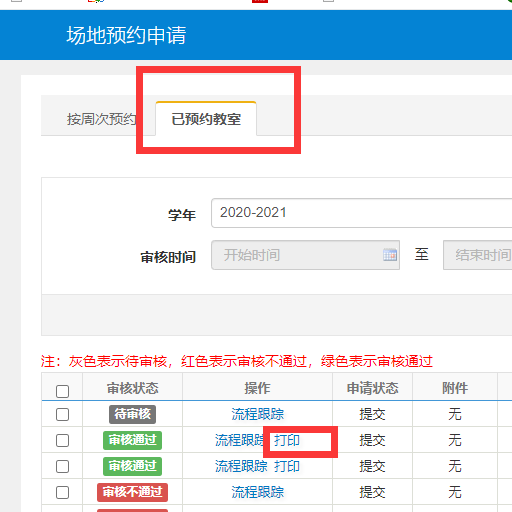 场地预约申请
按周次预约 已预约教室
学年 2020-2021
审核时间 开始时间 至 结束时间
注：灰色表示待审核，红色表示审核不通过，绿色表示审核通过
审核状态 操作 申请状态 附件
待审核 流程跟踪 提交 无
审核通过 流程跟踪 打印 提交 无
审核通过 流程跟踪 打印 提交 无
审核不通过 流程跟踪 提交 无